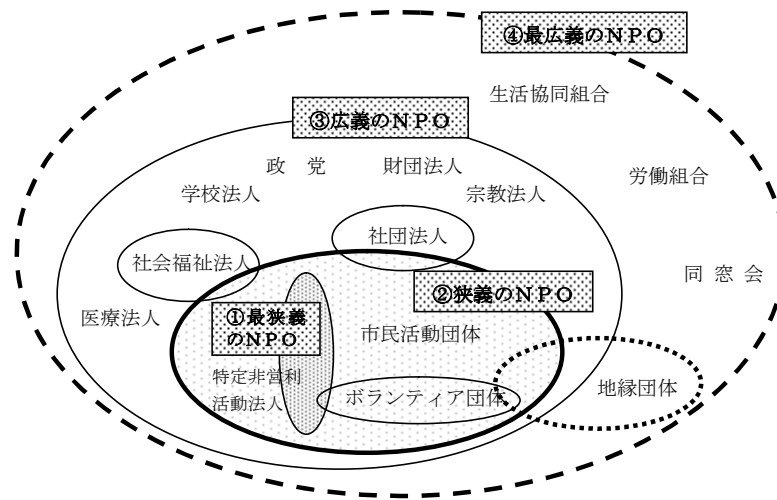 ④最広義のNPO
生活協同組合
③広義のNPO
政 党
財団法人
労働組合
学校法人
宗教法人
社団法人
社会福祉法人
同 窓 会
②狭義のNPO
医療法人
①最狭義
のNPO
市民活動団体
特定非営利
活動法人
ボランティア団体
地縁団体